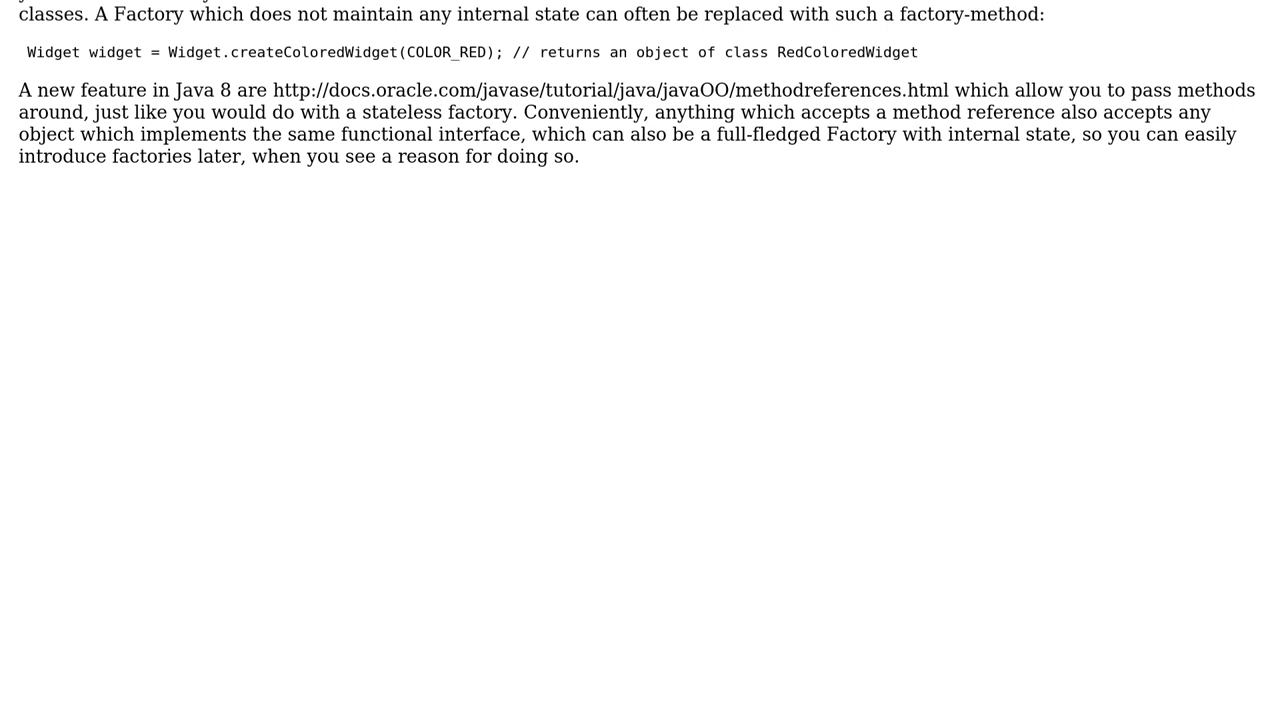 classes. A Factory which does not maintain any internal state can often be replaced with such a factory-method:
Widget widget = Widget.createColoredWidget(COLOR_RED); // returns an object of class RedColoredWidget
A new feature in Java 8 are http://docs.oracle.com/javase/tutorial/java/javaOO/methodreferences.html which allow you to pass methods
around, just like you would do with a stateless factory. Conveniently, anything which accepts a method reference also accepts any
object which implements the same functional interface, which can also be a full-fledged Factory with internal state, so you can easily
introduce factories later, when you see a reason for doing so.